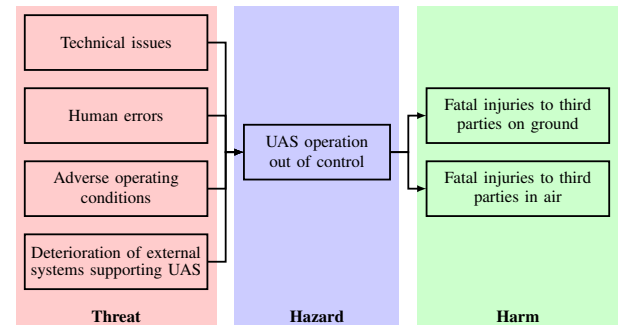 Technical issues
Human errors
Adverse operating
conditions
Deterioration of external
systems supporting UAS
Threat
UAS operation
out of control
Hazard
Fatal injuries to third
parties on ground
Fatal injuries to third
parties in air
Harm